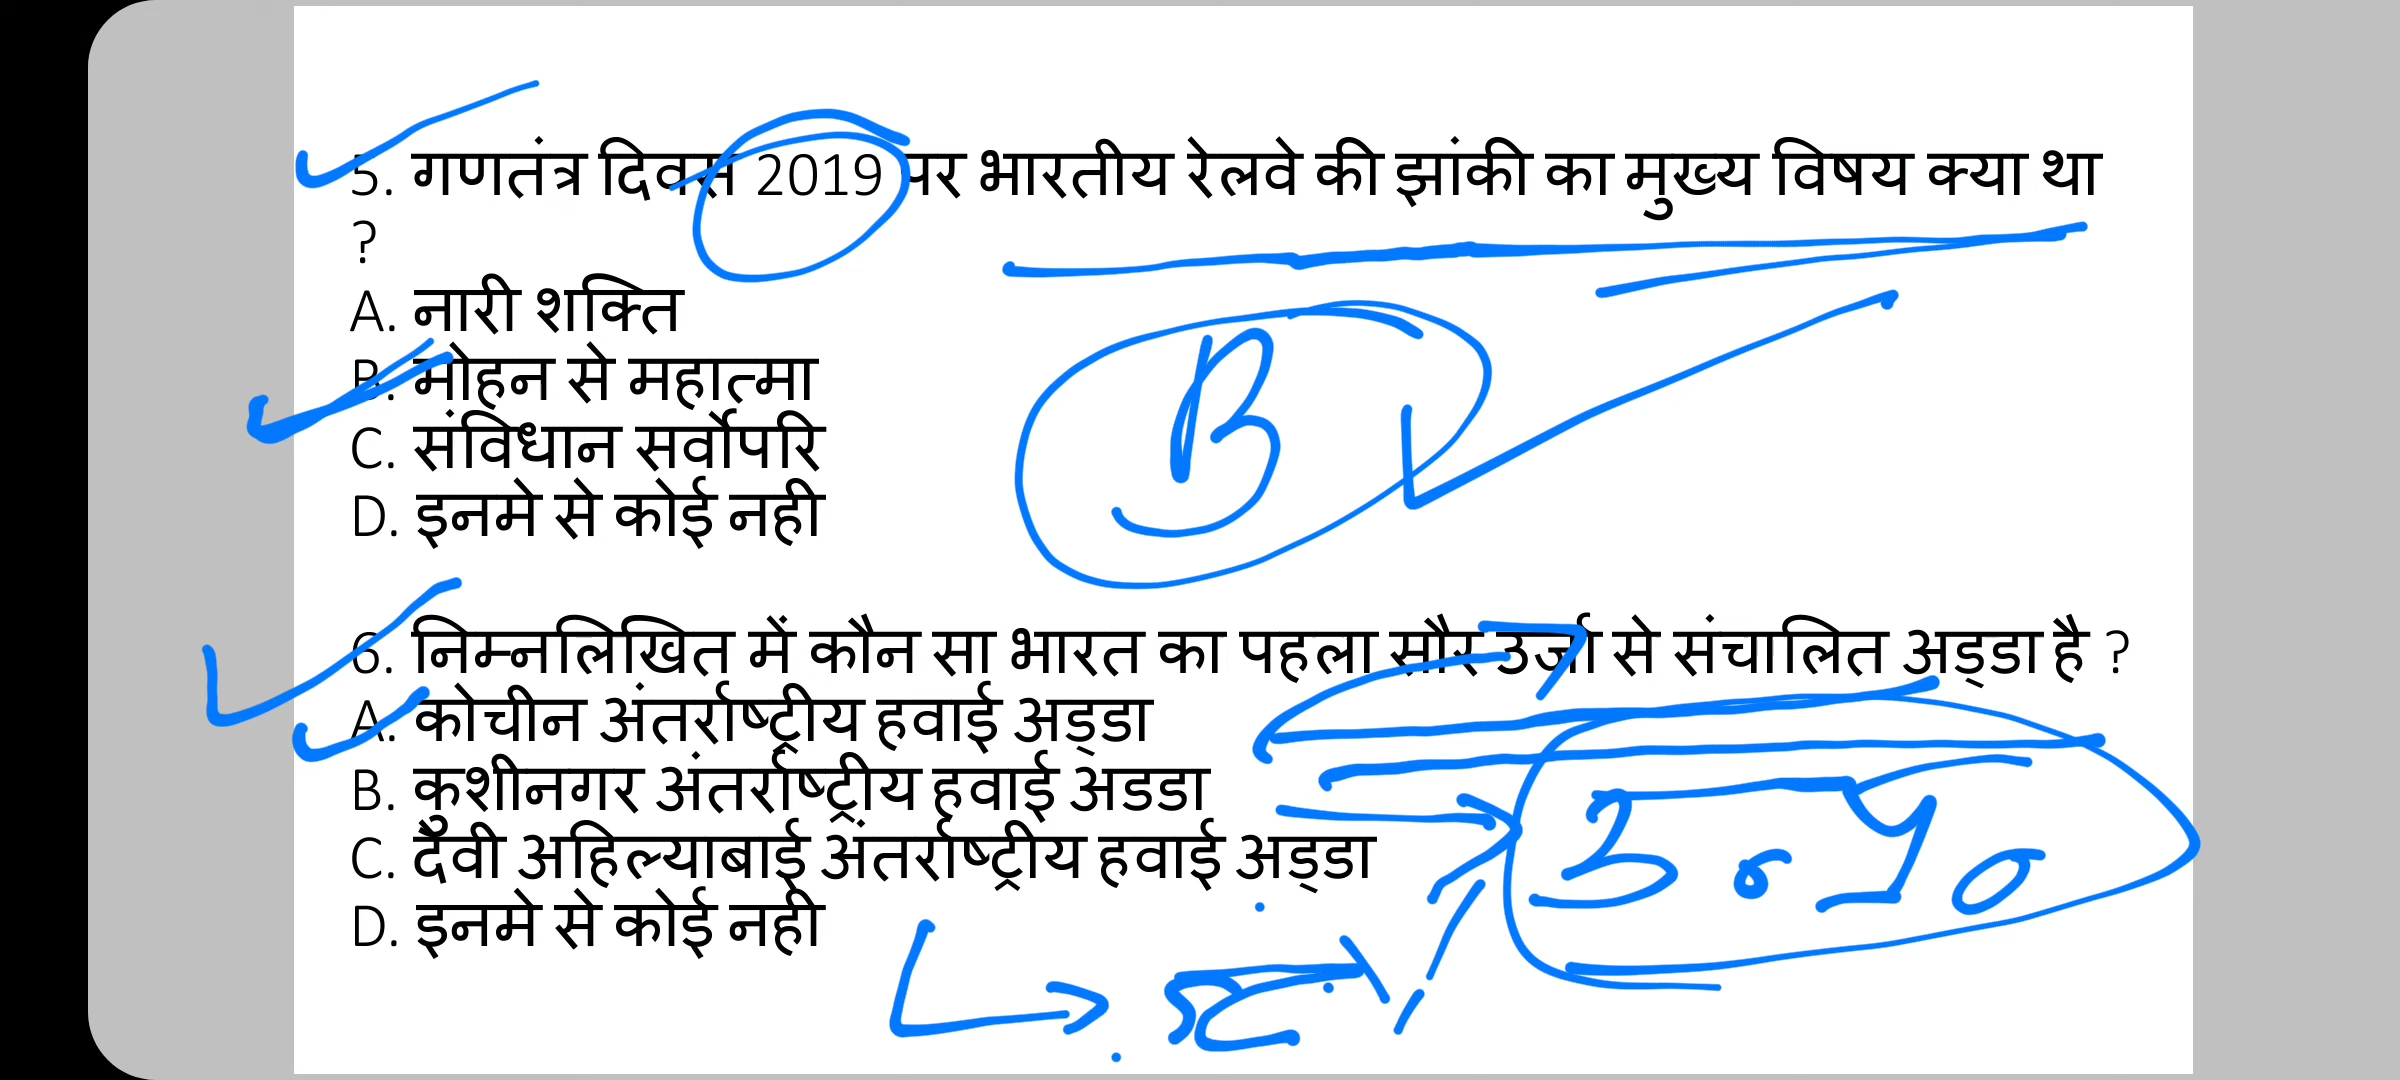 5. गणतंत्र दिवस 2019 पर भारतीय रेलवे की झांकी का मुख्य विषय क्या था
?
A. नारी शक्ति
B. मोहन से महात्मा
C. संविधान सर्वोपरि
D. इनमे से कोई नही
B
6. निम्नलिखित में कौन सा भारत का पहला सौर उर्जा से संचालित अड्डा है ?
A. कोचीन अंतर्राष्ट्रीय हवाई अड्डा
B. कुशीनगर अंतर्राष्ट्रीय हवाई अडडा
C. देवी अहिल्याबाई अंतर्राष्ट्रीय हवाई अड्डा
D. इनमे से कोई नही